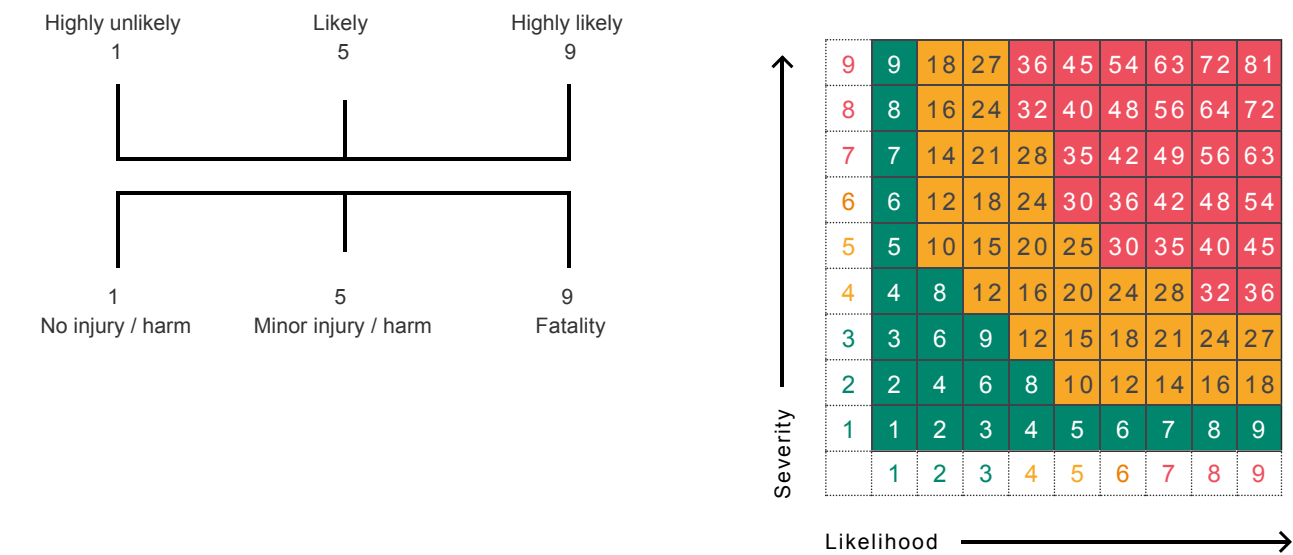 Highly unlikely Likely Highly likely
1 5 9
1 5 9
No injury / harm Minor injury / harm Fatality
9 9 18 27 36 45 54 63 72 81
8 8 16 24 32 40 48 56 64 72
7 7 14 21 28 35 42 49 56 63
6 6 12 18 24 30 36 42 48 54
5 5 10 15 20 25 30 35 40 45
4 4 8 12 16 20 24 28 32 36
3 3 6 9 12 15 18 21 24 27
2 2 4 6 8 10 12 14 16 18
1 1 2 3 4 5 6 7 8 9
1 2 3 4 5 6 7 8 9
Severity
Likelihood